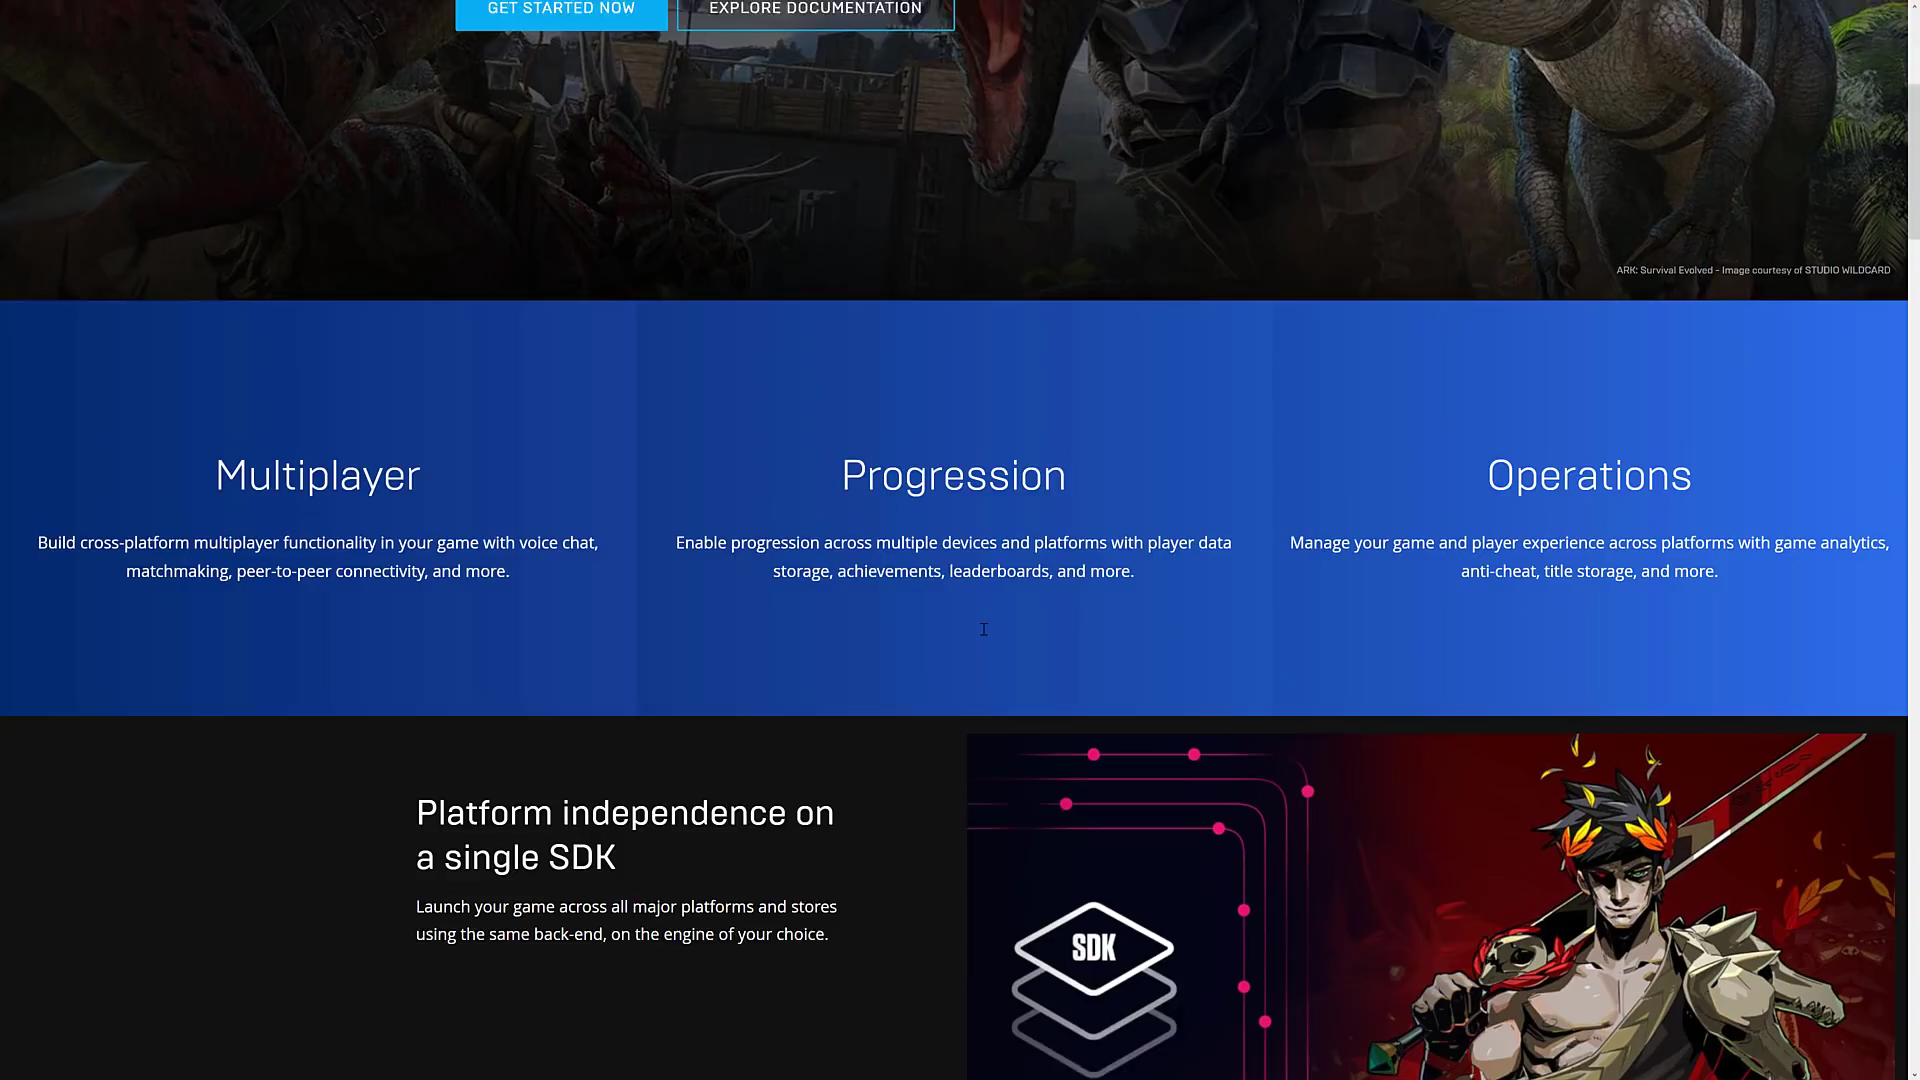 GET STARTED NOW
EXPLORE DOCUMENTATION
ARK: Survival Evolved - Image courtesy of STUDIO WILDCARD
Multiplayer
Build cross-platform multiplayer functionality in your game with voice chat,
matchmaking, peer-to-peer connectivity, and more.
Progression
Enable progression across multiple devices and platforms with player data
storage, achievements, leaderboards, and more.
Operations
Manage your game and player experience across platforms with game analytics,
anti-cheat, title storage, and more.
Platform independence on
a single SDK
Launch your game across all major platforms and stores
using the same back-end, on the engine of your choice.
SDK